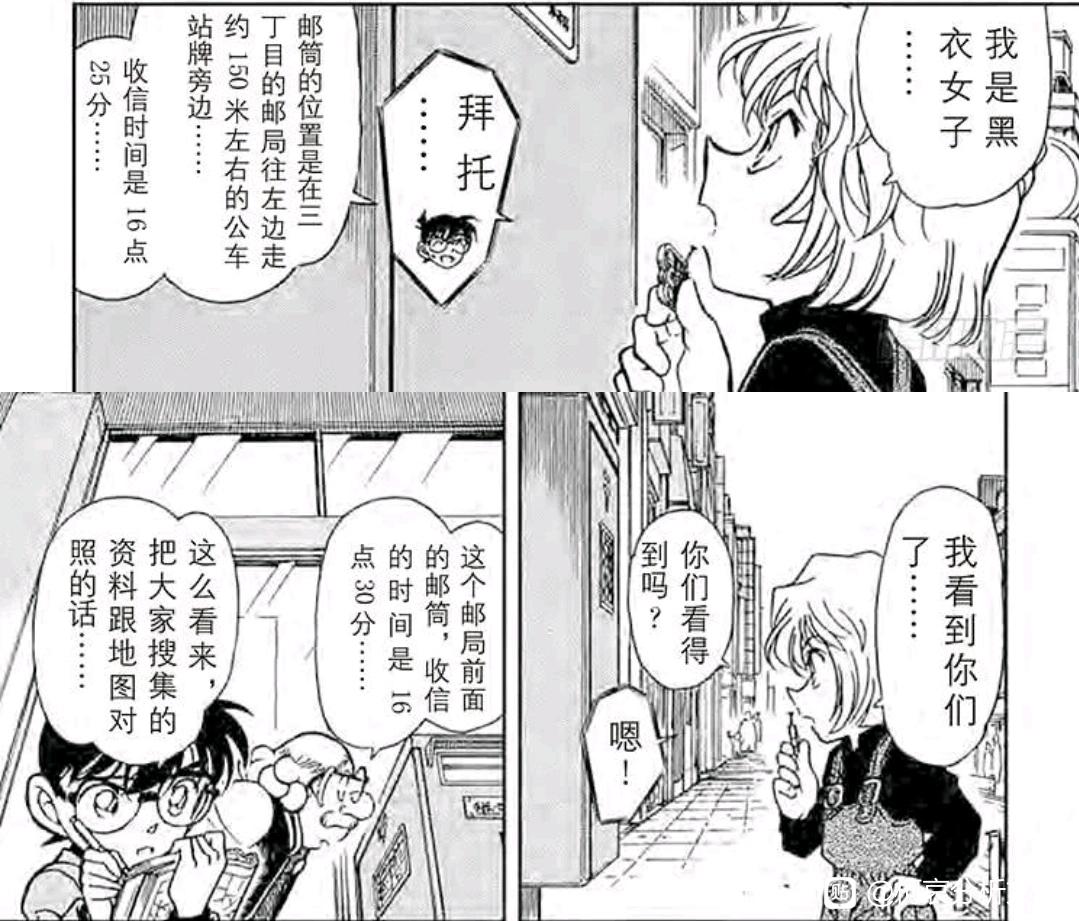 我是黑
衣女子
……
拜托
……
邮筒的位置是在三
丁目的邮局往左边走
约150米左右的公车
站牌旁边……
收信时间是16点
25分……
我看到你们
了……
你们看得
到吗？
嗯！
这个邮局前面
的邮筒，收信
的时间是16
点30分……
这么看来，
把大家搜集的
资料跟地图对
照的话……